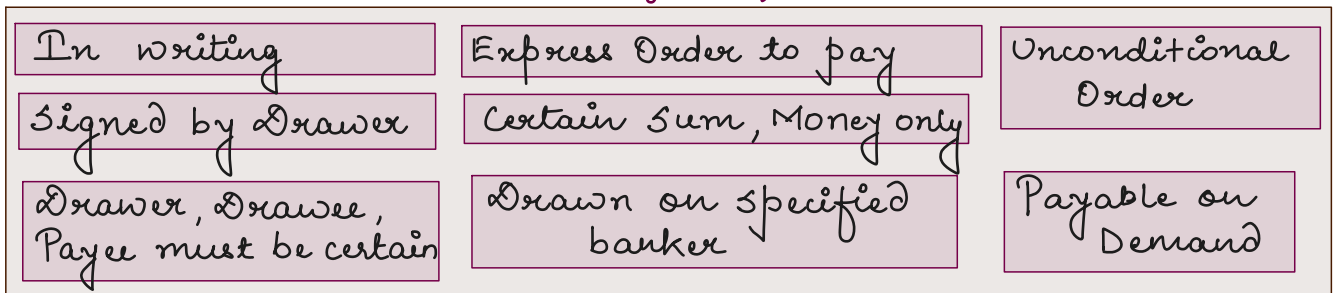 In writing
Express Order to pay
Unconditional
Order
Signed by Drawer
Certain Sum, Money only
Drawer, Drawee,
Payee must be certain
Drawn on specified
banker
Payable on
Demand